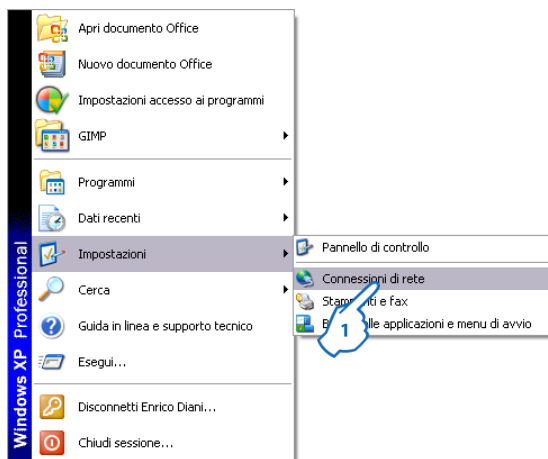 Apri documento Office
Nuovo documento Office
Impostazioni accesso ai programmi
GIMP
Programmi
Dati recenti
Impostazioni
Cerca
Guida in linea e supporto tecnico
Esegui...
Disconnetti Enrico Diani...
Chiudi sessione...
Windows XP Professional
Pannello di controllo
Connessioni di rete
e fax
applicazioni e menu di avvio
1